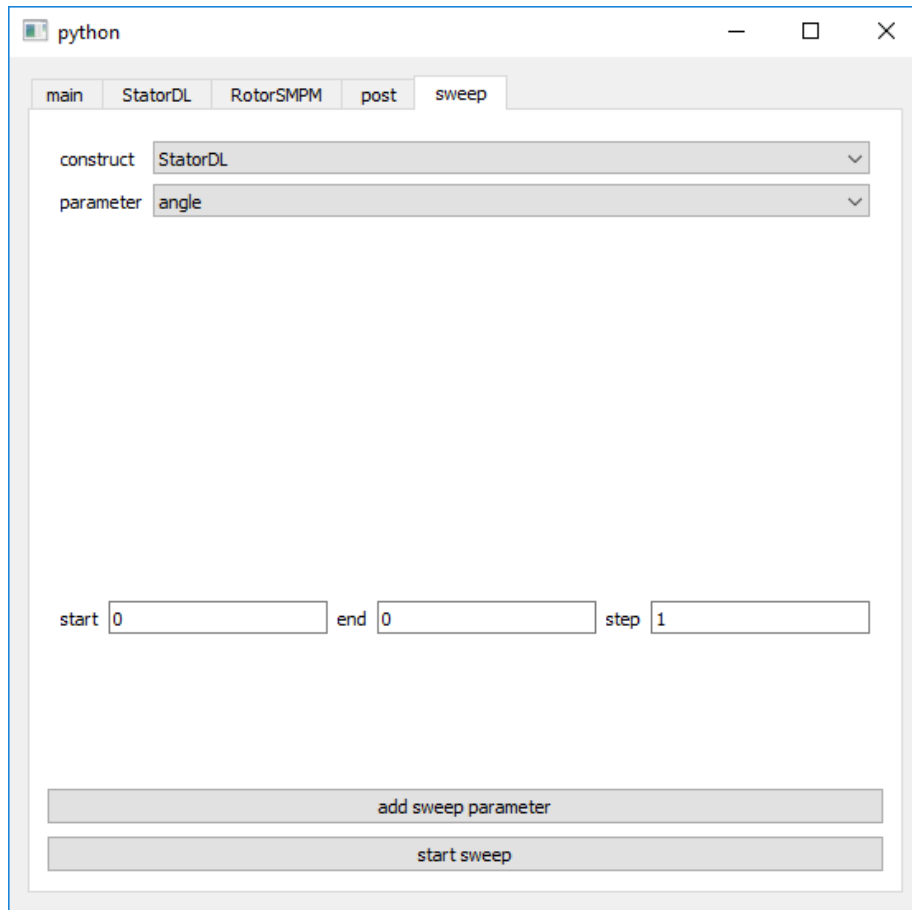 python
main StatorDL RotorSMPM post sweep
construct StatorDL
parameter angle
start 0 end 0 step 1
add sweep parameter
start sweep